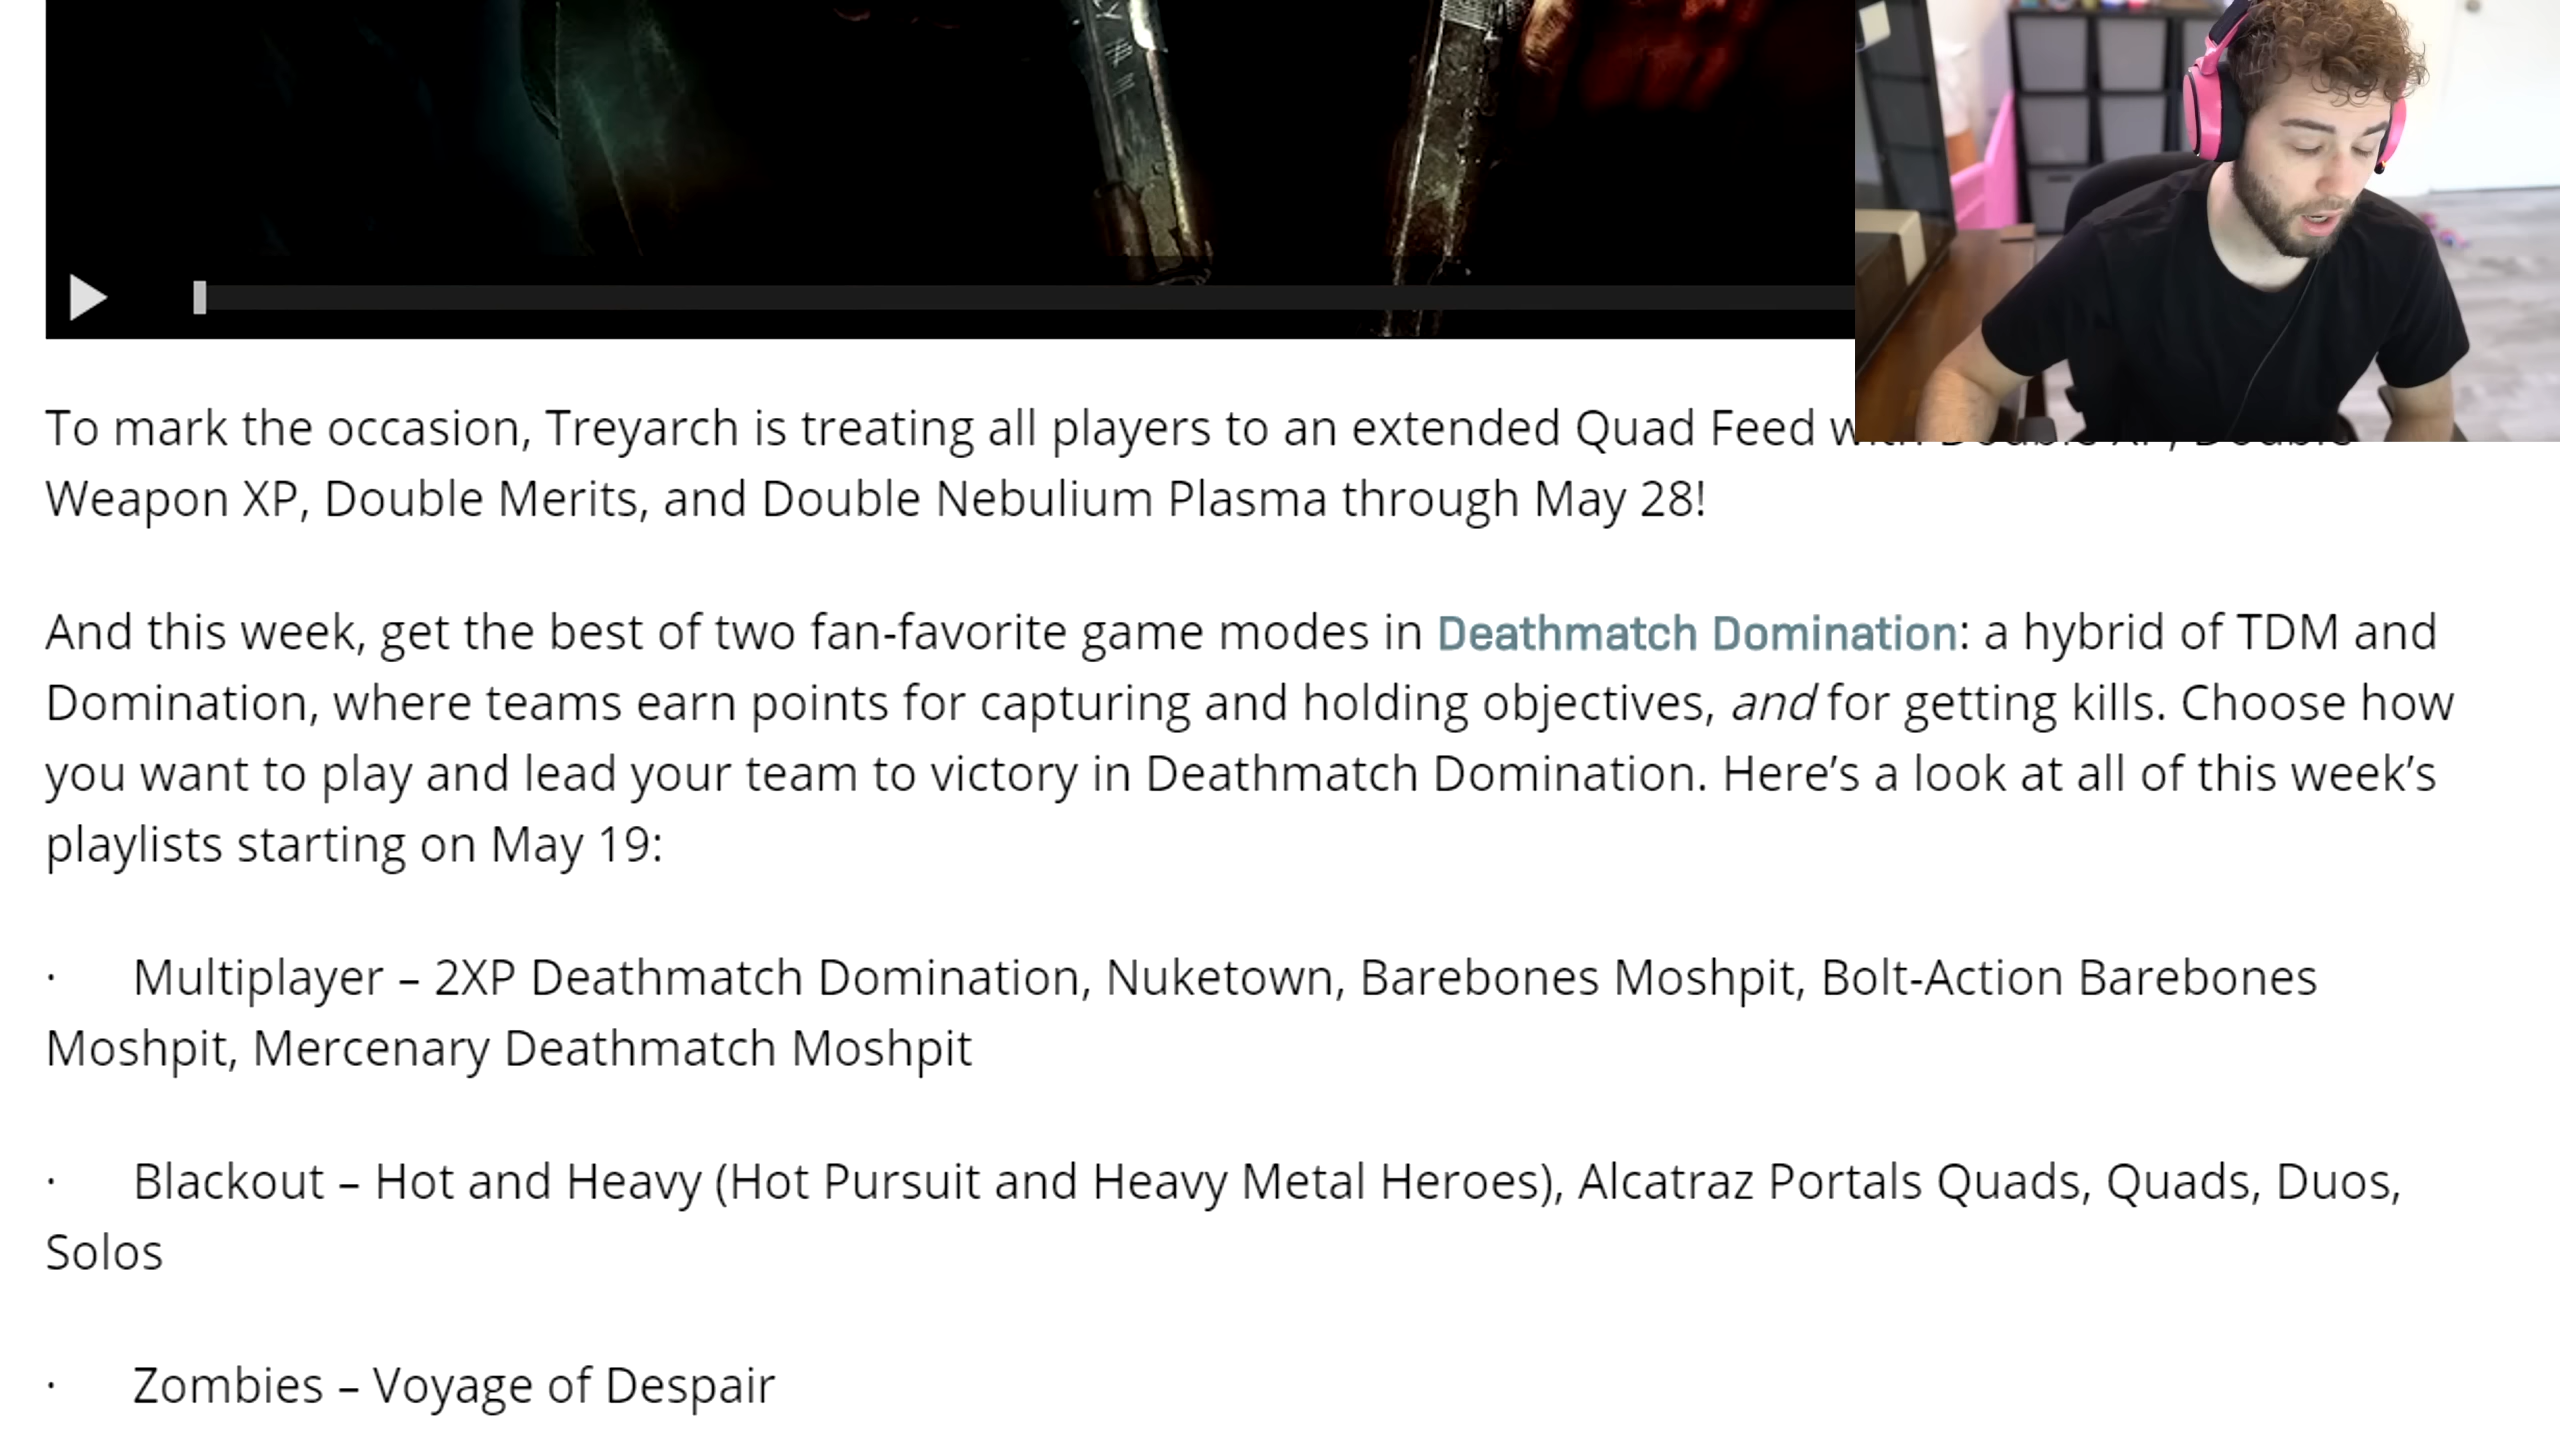 To mark the occasion, Treyarch is treating all players to an extended Quad Feed with Double XP, Double
Weapon XP, Double Merits, and Double Nebulium Plasma through May 28!
And this week, get the best of two fan-favorite game modes in Deathmatch Domination: a hybrid of TDM and
Domination, where teams earn points for capturing and holding objectives, and for getting kills. Choose how
you want to play and lead your team to victory in Deathmatch Domination. Here’s a look at all of this week’s
playlists starting on May 19:
· Multiplayer – 2XP Deathmatch Domination, Nuketown, Barebones Moshpit, Bolt-Action Barebones
Moshpit, Mercenary Deathmatch Moshpit
· Blackout – Hot and Heavy (Hot Pursuit and Heavy Metal Heroes), Alcatraz Portals Quads, Quads, Duos,
Solos
· Zombies – Voyage of Despair